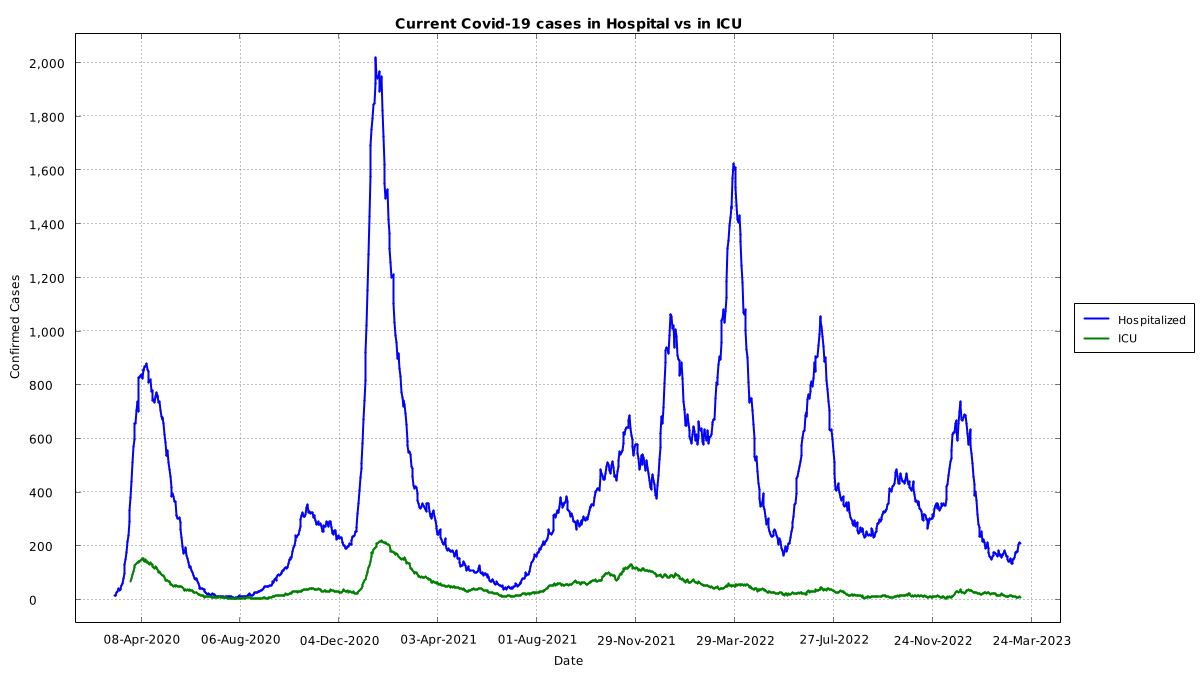 Current Covid-19 cases in Hospital vs in ICU
2,000
1,800
1,600
1,400
1,200
1,000
800
600
400
200
0
Confirmed Cases
08-Apr-2020 06-Aug-2020 04-Dec-2020 03-Apr-2021 01-Aug-2021 29-Nov-2021 29-Mar-2022 27-Jul-2022 24-Nov-2022 24-Mar-2023
Date
Hospitalized
ICU